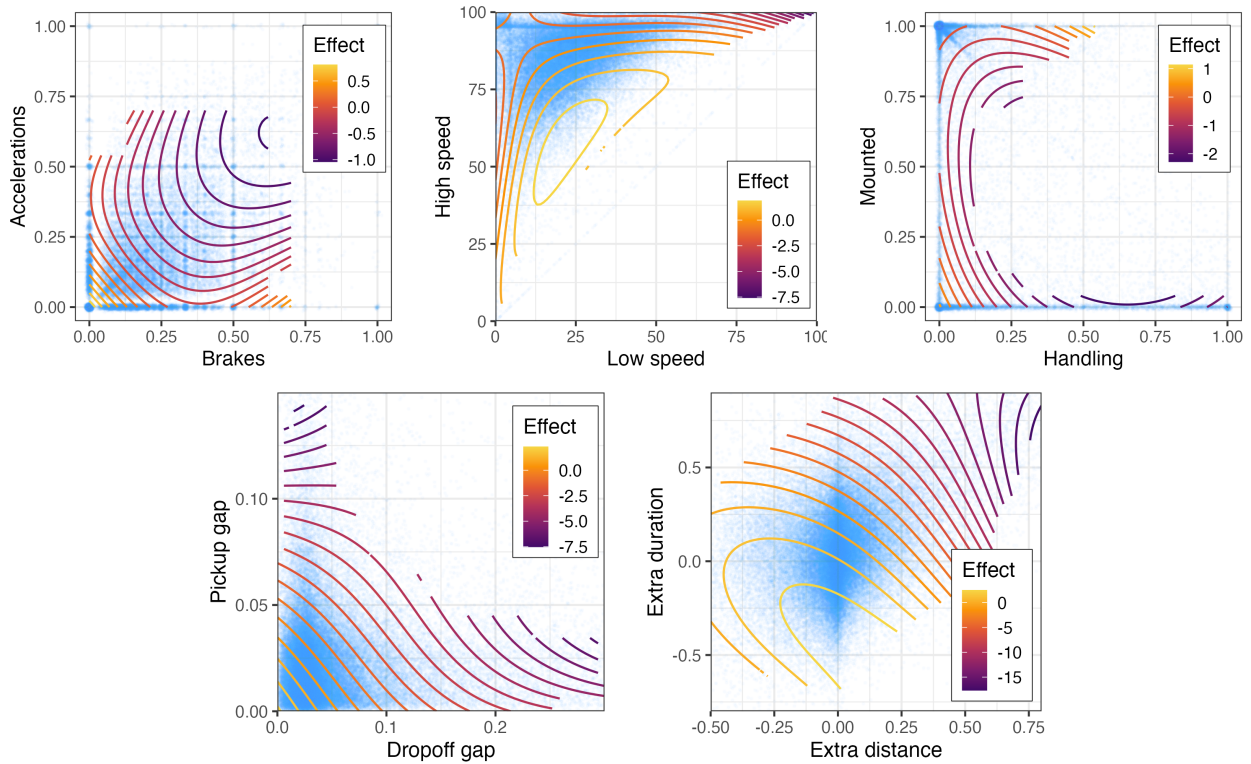 Effect
0.5
0.0
-0.5
-1.0
1.00
0.75
0.50
0.25
0.00
Accelerations
0.00 0.25 0.50 0.75 1.00
Brakes
Effect
0.0
-2.5
-5.0
-7.5
100
75
50
25
0
High speed
0 25 50 75 100
Low speed
Effect
1
0
-1
-2
1.00
0.75
0.50
0.25
0.00
Mounted
0.00 0.25 0.50 0.75 1.00
Handling
Effect
0.0
-2.5
-5.0
-7.5
0.10
0.05
0.00
Pickup gap
0.0 0.1 0.2
Dropoff gap
Effect
0
-5
-10
-15
0.5
0.0
-0.5
Extra duration
-0.50 -0.25 0.00 0.25 0.50 0.75
Extra distance